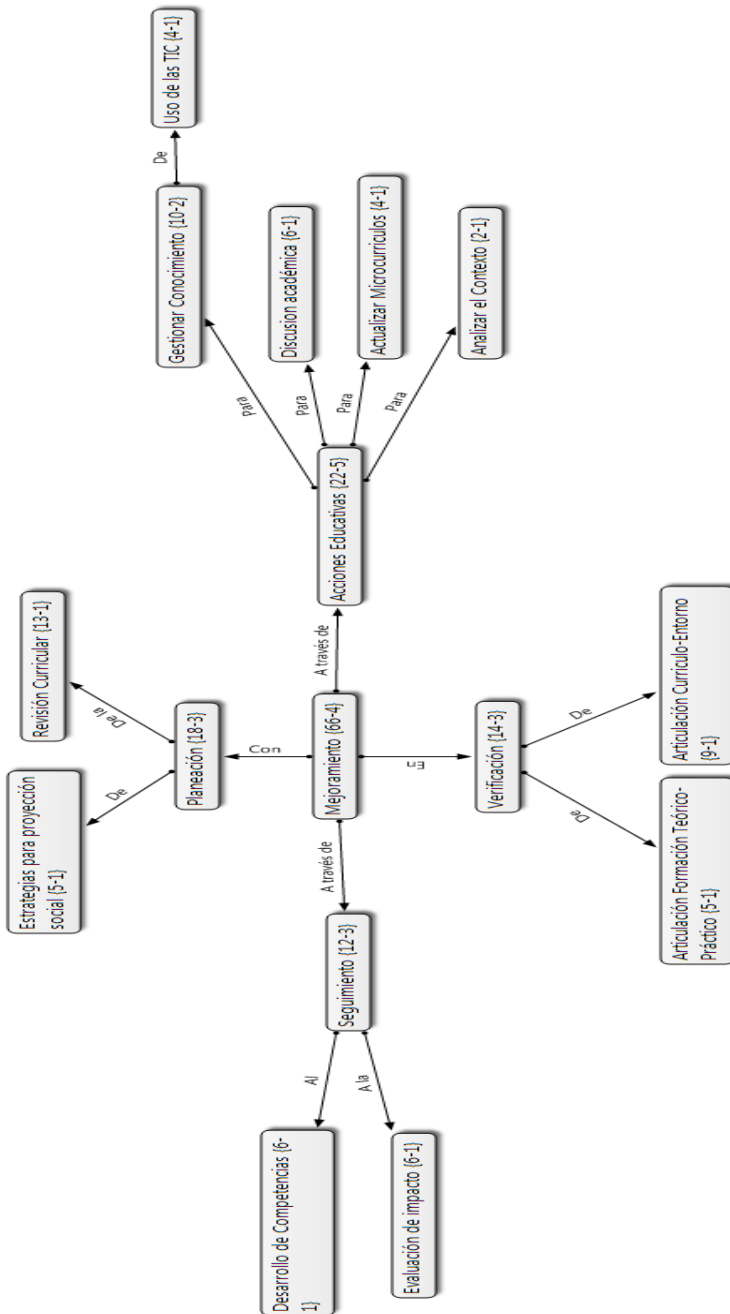 Estrategias para proyección
social {5-1}
Revisión Curricular {13-1}
De
De la
Planeación {18-3}
Con
Mejoramiento {66-4}
A través de
Seguimiento {12-3}
Al
Desarrollo de Competencias {6-
1}
A la
Evaluación de impacto {6-1}
A través de
Acciones Educativas {22-5}
Para
Gestionar Conocimiento {10-2}
De
Uso de las TIC {4-1}
Para
Discusion académica {6-1}
Para
Actualizar Microcurriculos {4-1}
Para
Analizar el Contexto {2-1}
En
Verificación {14-3}
De
Articulación Formación Teórico-
Práctico {5-1}
De
Articulación Curriculo-Entorno
{9-1}